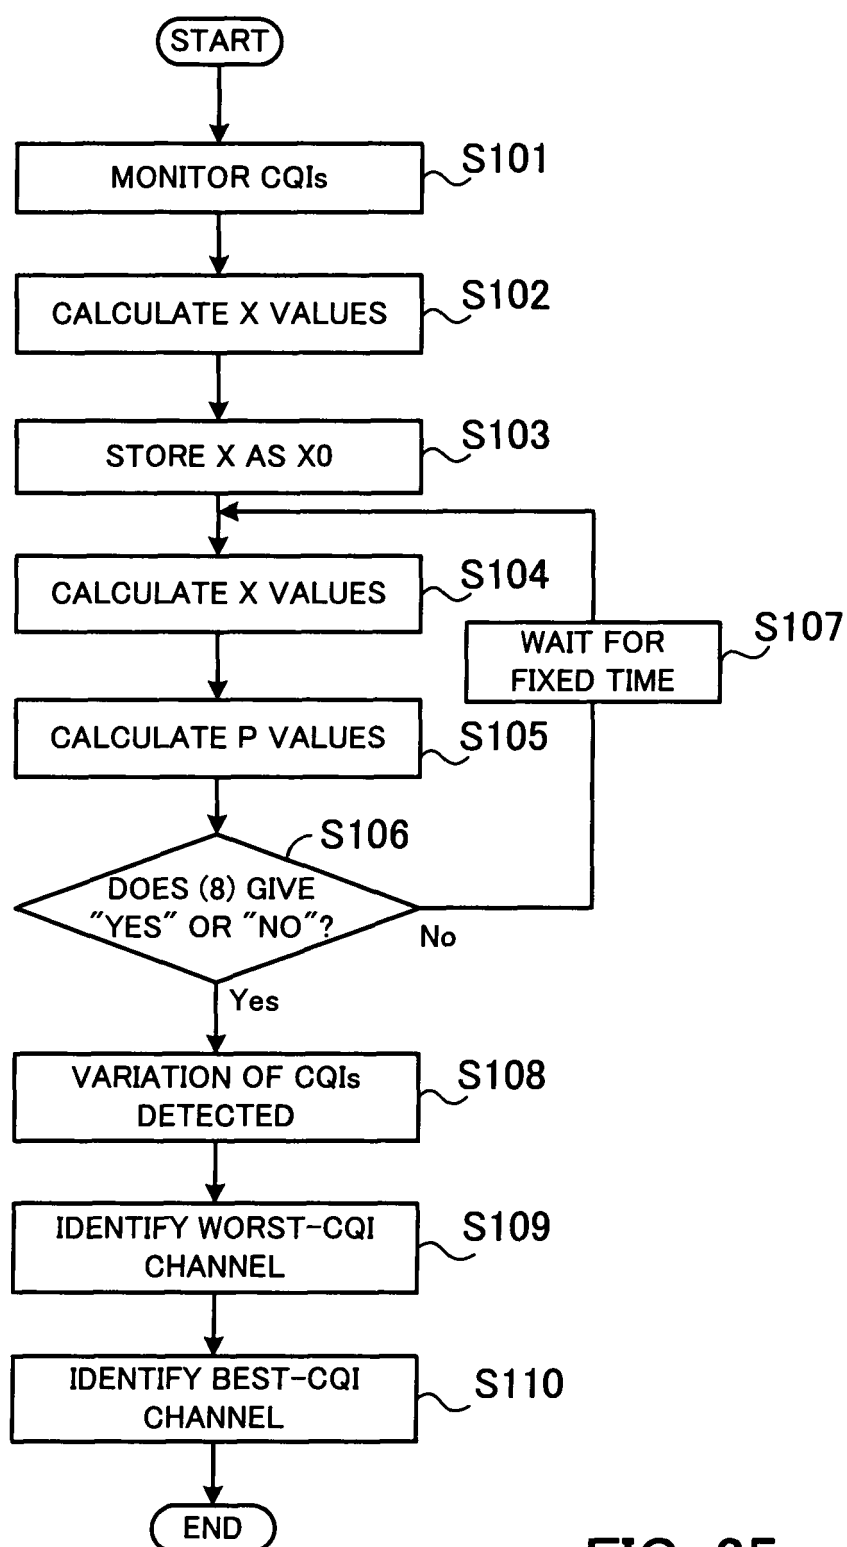 START
MONITOR CQIs
S101
CALCULATE X VALUES
S102
STORE X AS X0
S103
CALCULATE X VALUES
S104
WAIT FOR
FIXED TIME
S107
CALCULATE P VALUES
S105
S106
DOES (8) GIVE
"YES" OR "NO"?
No
Yes
VARIATION OF CQIs
DETECTED
S108
IDENTIFY WORST-CQI
CHANNEL
S109
IDENTIFY BEST-CQI
CHANNEL
S110
END